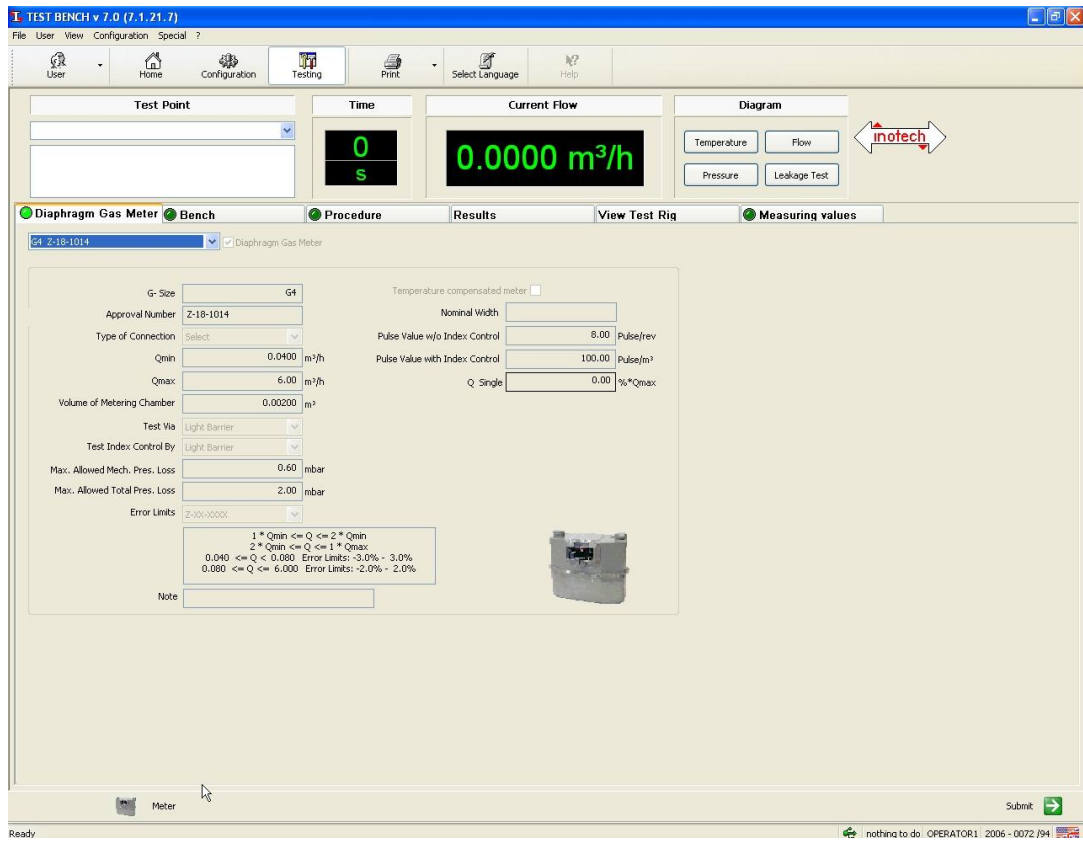 TEST BENCH v 7.0 (7.1.21.7)
File User View Configuration Special ?
User Home Configuration Testing Print Select Language Help
Test Point Time Current Flow Diagram
0
s
0.0000 m³/h
Temperature Flow
Pressure Leakage Test
inotech
Diaphragm Gas Meter Bench Procedure Results View Test Rig Measuring values
G4 Z-18-1014 Diaphragm Gas Meter
G- Size G4 Temperature compensated meter
Approval Number Z-18-1014 Nominal Width
Type of Connection Select Pulse Value w/o Index Control 8.00 Pulse/rev
Qmin 0.0400 m³/h Pulse Value with Index Control 100.00 Pulse/m³
Qmax 6.00 m³/h Q Single 0.00 %*Qmax
Volume of Metering Chamber 0.00200 m³
Test Via Light Barrier
Test Index Control By Light Barrier
Max. Allowed Mech. Pres. Loss 0.60 mbar
Max. Allowed Total Pres. Loss 2.00 mbar
Error Limits Z-XX-XXXX
1 * Qmin <= Q <= 2 * Qmin
2 * Qmin <= Q <= 1 * Qmax
0.040 <= Q < 0.080 Error Limits: -3.0% - 3.0%
0.080 <= Q <= 6.000 Error Limits: -2.0% - 2.0%
Note
Meter Submit
Ready nothing to do OPERATOR1 2006 - 0072 /94